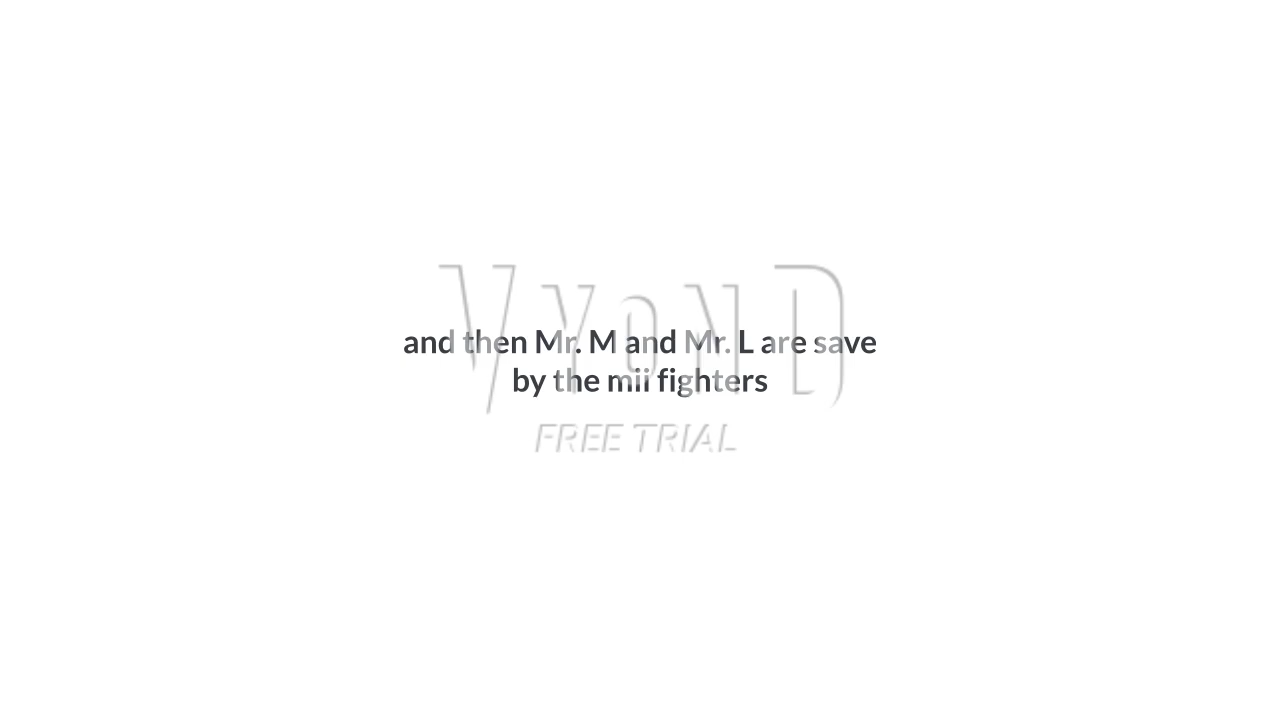 VYOND
and then Mr. M and Mr. L are save
by the mii fighters
FREE TRIAL